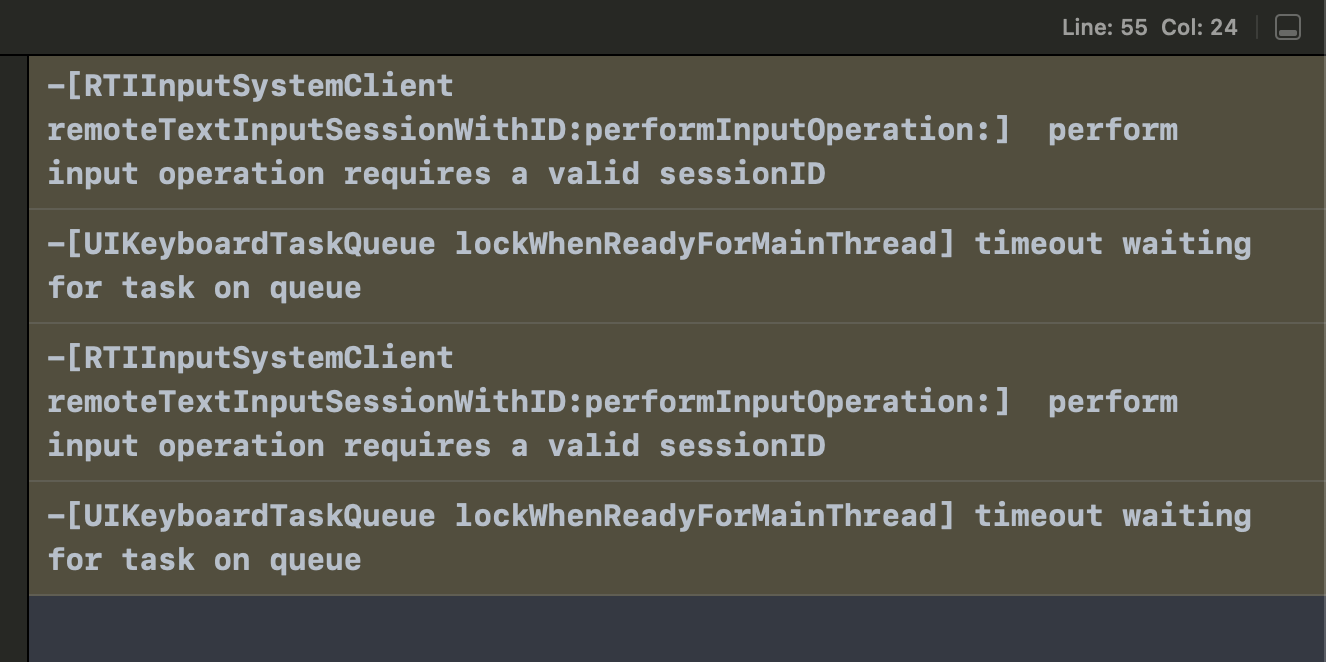 Line: 55 Col: 24
-[RTIInputSystemClient
remoteTextInputSessionWithID:performInputOperation:]  perform
input operation requires a valid sessionID
-[UIKeyboardTaskQueue lockWhenReadyForMainThread] timeout waiting
for task on queue
-[RTIInputSystemClient
remoteTextInputSessionWithID:performInputOperation:]  perform
input operation requires a valid sessionID
-[UIKeyboardTaskQueue lockWhenReadyForMainThread] timeout waiting
for task on queue